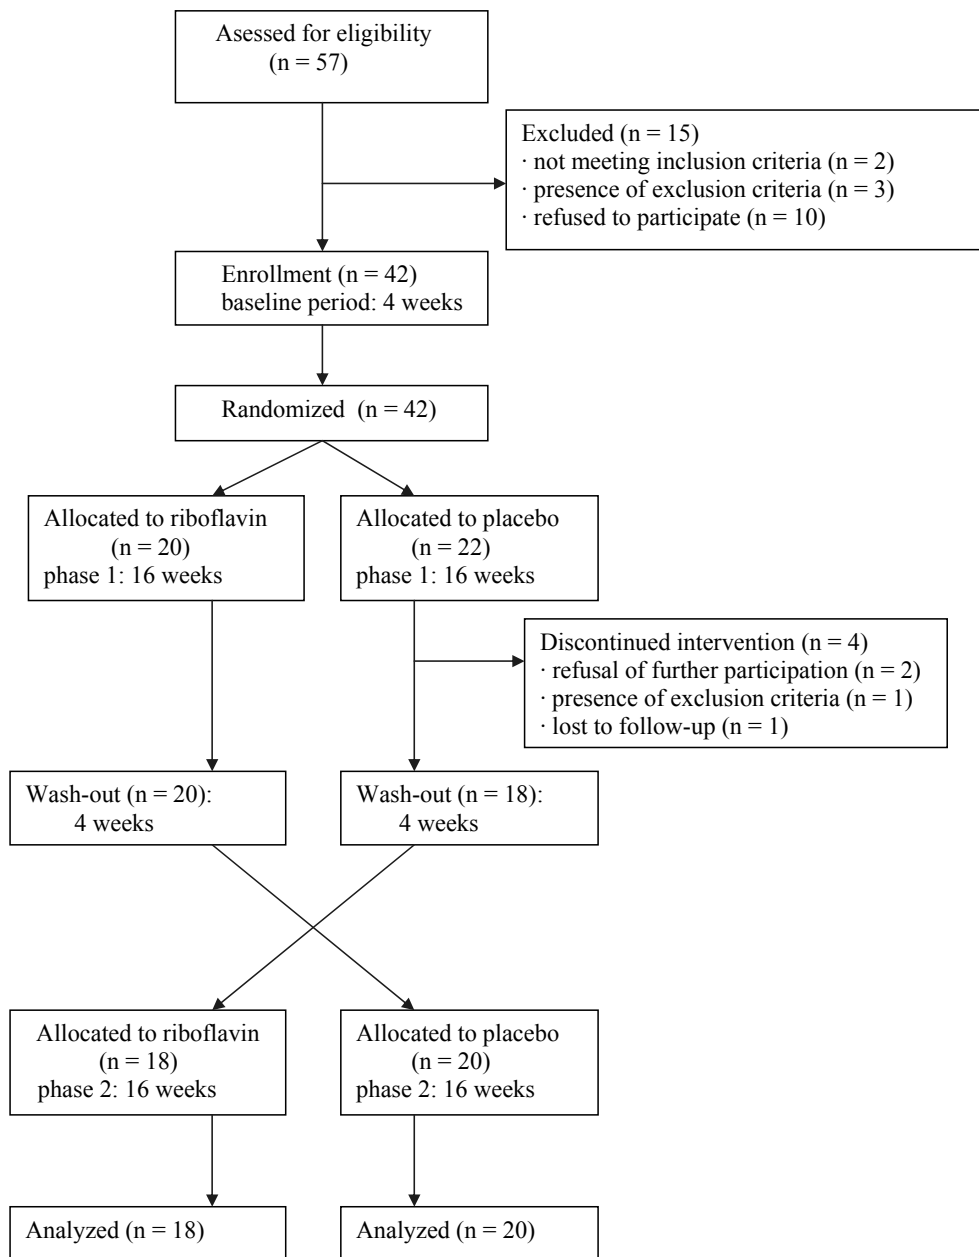 Asessed for eligibility
(n = 57)
Excluded (n = 15)
· not meeting inclusion criteria (n = 2)
· presence of exclusion criteria (n = 3)
· refused to participate (n = 10)
Enrollment (n = 42)
baseline period: 4 weeks
Randomized (n = 42)
Allocated to riboflavin
(n = 20)
phase 1: 16 weeks
Allocated to placebo
(n = 22)
phase 1: 16 weeks
Discontinued intervention (n = 4)
· refusal of further participation (n = 2)
· presence of exclusion criteria (n = 1)
· lost to follow-up (n = 1)
Wash-out (n = 20):
4 weeks
Wash-out (n = 18):
4 weeks
Allocated to riboflavin
(n = 18)
phase 2: 16 weeks
Allocated to placebo
(n = 20)
phase 2: 16 weeks
Analyzed (n = 18)
Analyzed (n = 20)